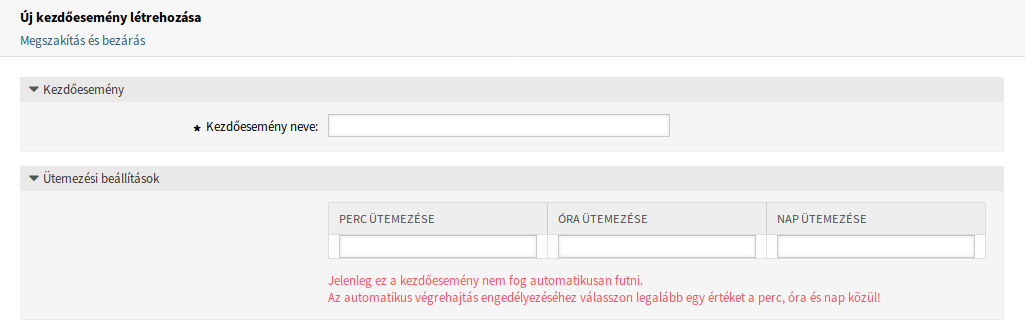 Új kezdőesemény létrehozása
Megszakítás és bezárás
Kezdőesemény
* Kezdőesemény neve:
Ütemezési beállítások
PERC ÜTEMEZÉSE ÓRA ÜTEMEZÉSE NAP ÜTEMEZÉSE
Jelenleg ez a kezdőesemény nem fog automatikusan futni.
Az automatikus végrehajtás engedélyezéséhez válasszon legalább egy értéket a perc, óra és nap közül!